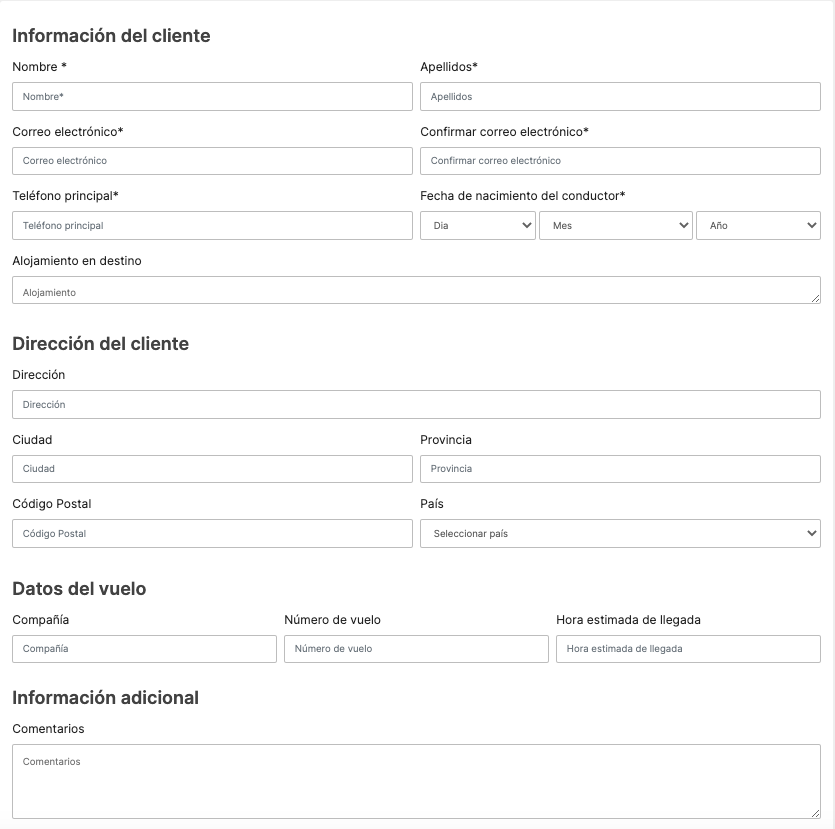 Información del cliente
Nombre * Apellidos*
Nombre* Apellidos
Correo electrónico* Confirmar correo electrónico*
Correo electrónico Confirmar correo electrónico
Teléfono principal* Fecha de nacimiento del conductor*
Teléfono principal Dia Mes Año
Alojamiento en destino
Alojamiento
Dirección del cliente
Dirección
Dirección
Ciudad Provincia
Ciudad Provincia
Código Postal País
Código Postal Seleccionar país
Datos del vuelo
Compañía Número de vuelo Hora estimada de llegada
Compañía Número de vuelo Hora estimada de llegada
Información adicional
Comentarios
Comentarios